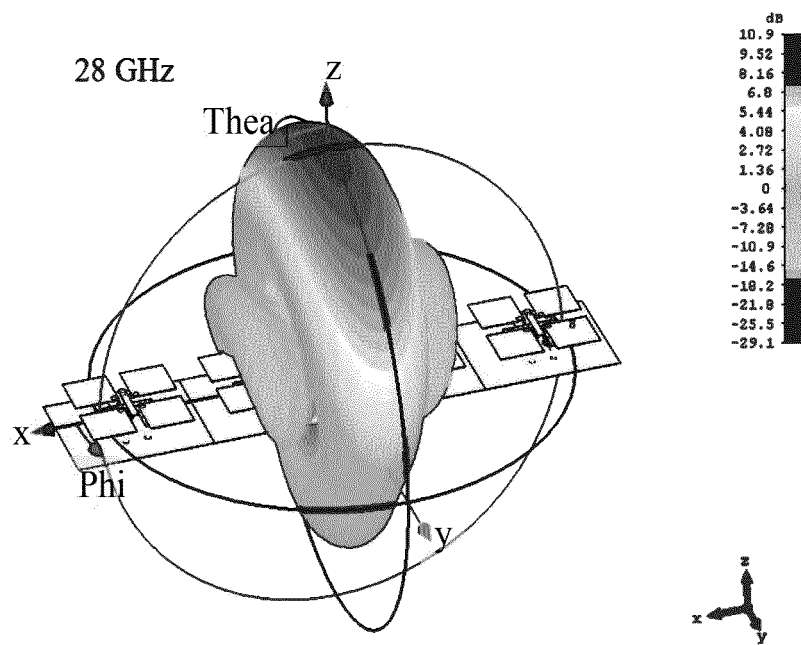 28 GHz
z
Thea
x
Phi
y
dB
10.9
9.52
8.16
6.8
5.44
4.08
2.72
1.36
0
-3.64
-7.28
-10.9
-14.6
-18.2
-21.8
-25.5
-29.1
z
x
y